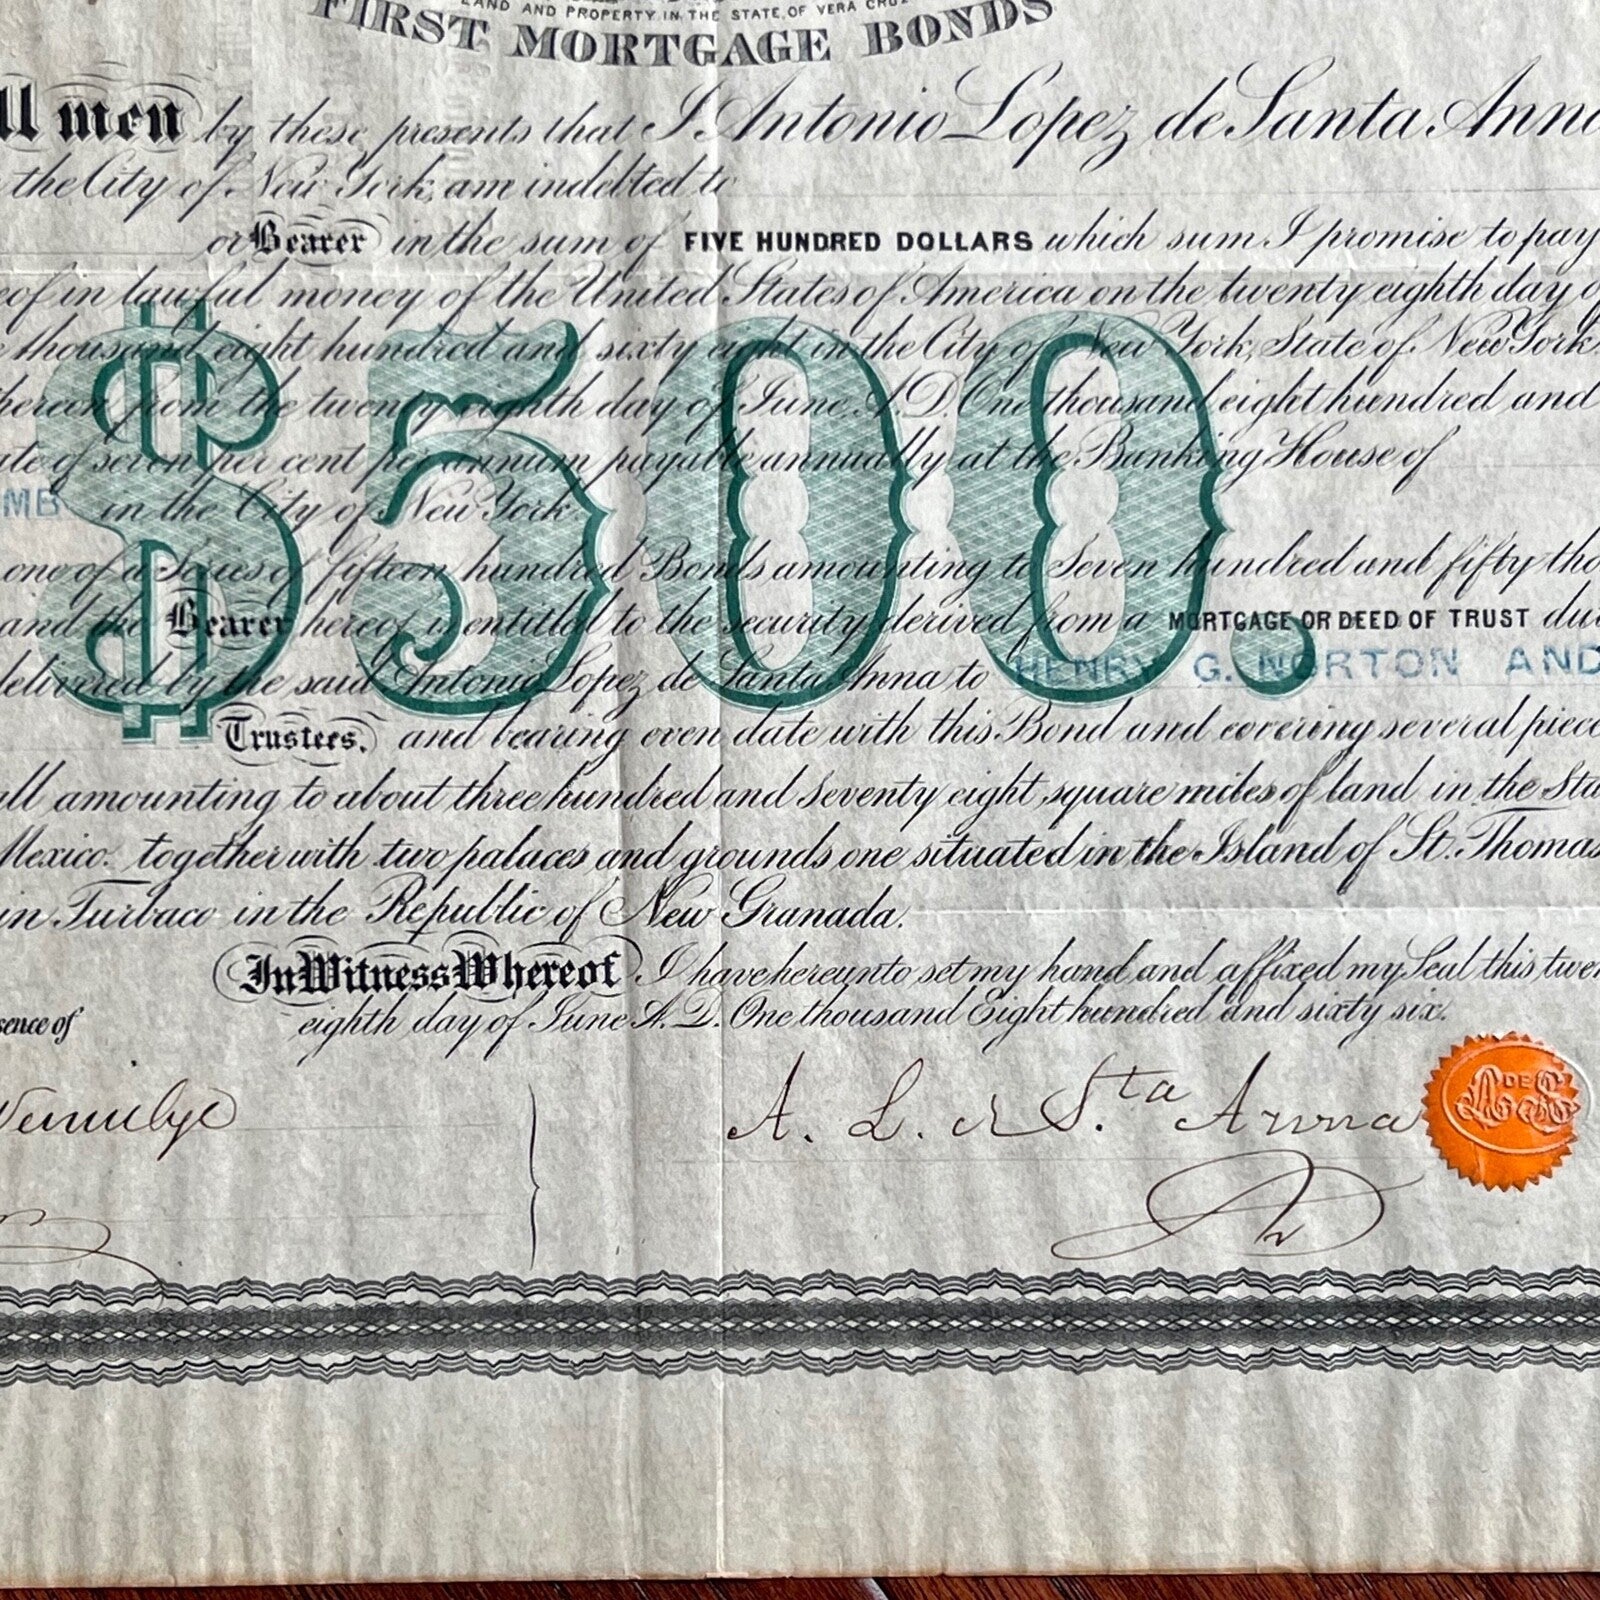 LAND AND PROPERTY IN THE STATE OF VERA CRUZ
FIRST MORTGAGE BONDS
ll men by these presents that I Antonio Lopez de Santa Anna
the City of New York, am indebted to
or Bearer in the sum of FIVE HUNDRED DOLLARS which sum I promise to pay
eof in lawful money of the United States of America on the twenty eighth day of
e thousand eight hundred and sixty eight in the City of New York, State of New York
hereon from the twenty eighth day of June A.D. One thousand eight hundred and
ate of seven per cent per annum payable annually at the Banking House of
MB in the City of New York.
$500.
one of a Series of fifteen hundred Bonds amounting to Seven hundred and fifty tho
and the Bearer hereof is entitled to the security derived from a MORTGAGE OR DEED OF TRUST du
delivered by the said Antonio Lopez de Santa Anna to HENRY G. NORTON AND
Trustees, and bearing even date with this Bond and covering several piece
all amounting to about three hundred and seventy eight square miles of land in the Sta
Mexico. together with two palaces and grounds one situated in the Island of St. Thomas
in Turbaco in the Republic of New Granada.
In Witness Whereof I have hereunto set my hand and affixed my Seal this twen
eighth day of June A.D. One thousand Eight hundred and sixty six.
sence of
A. L. de S.ta Anna
DE